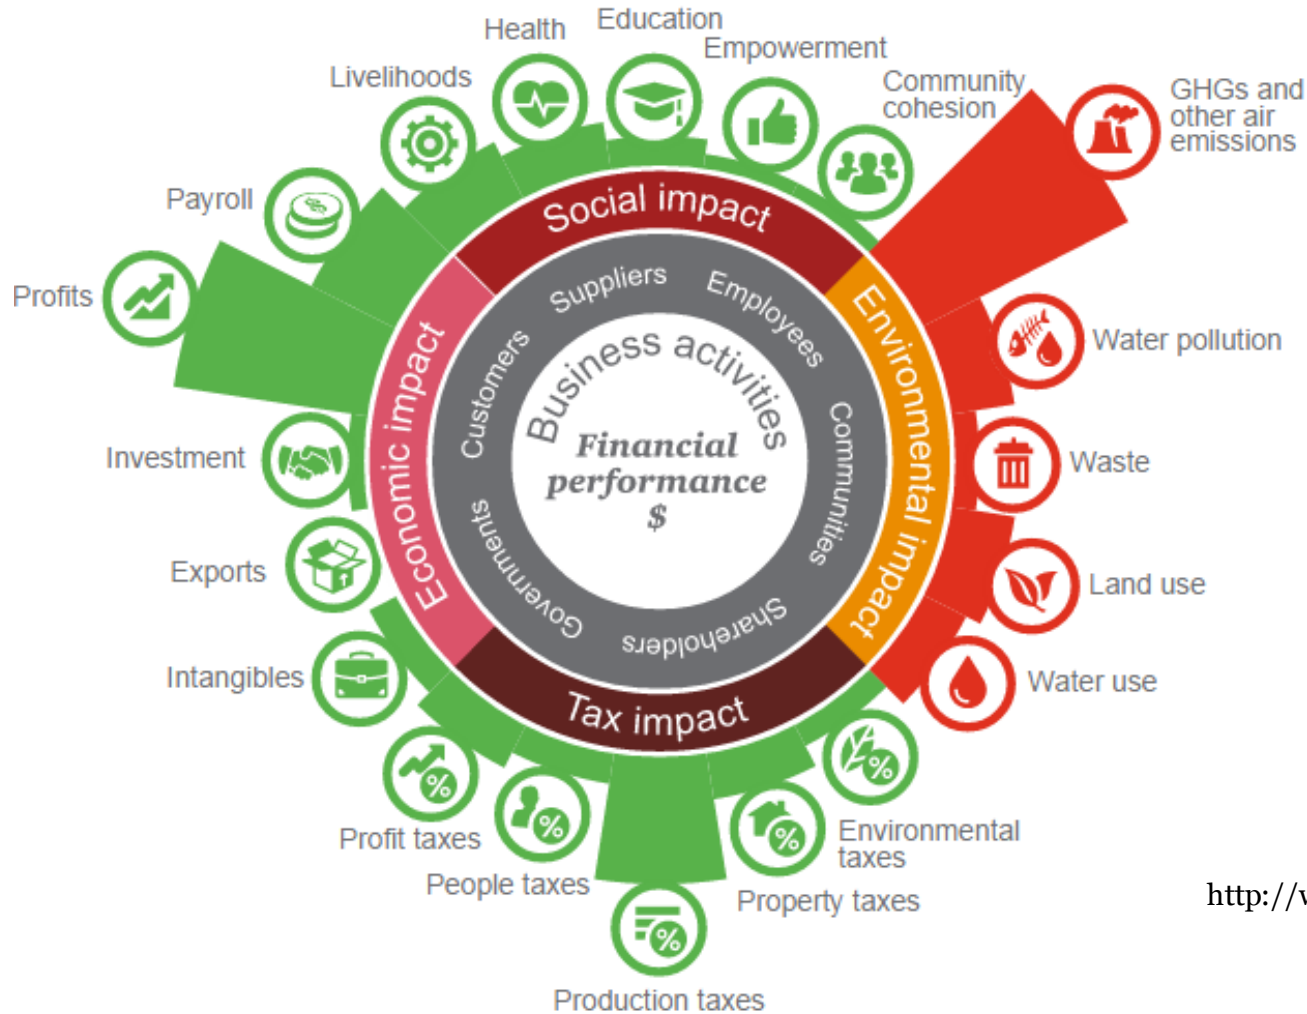 Health
Education
Empowerment
Community
cohesion
GHGs and
other air
emissions
Livelihoods
Payroll
Profits
Investment
Exports
Intangibles
Profit taxes
People taxes
Production taxes
Property taxes
Environmental
taxes
Water use
Land use
Waste
Water pollution
Social impact
Environmental impact
Tax impact
Economic impact
Suppliers
Employees
Communities
Shareholders
Governments
Customers
Business activities
Financial
performance
$
%
%
%
%
%
http://